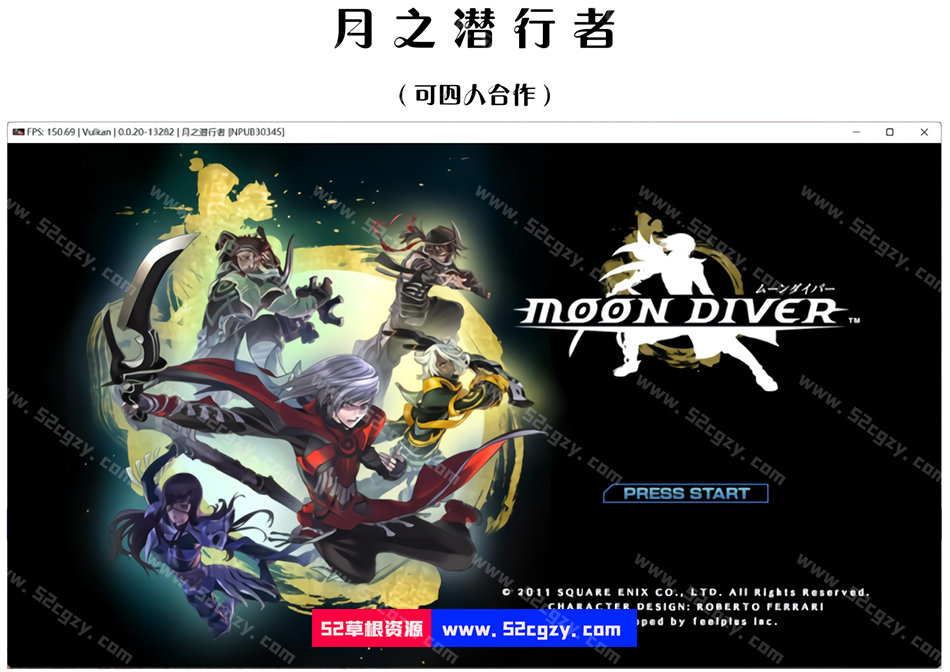 月之潜行者
（可四人合作）
FPS: 150.69 | Vulkan | 0.0.20-13282 | 月之潜行者 [NPUB30345]
ムーンダイバー
MOON DIVER™
PRESS START
© 2011 SQUARE ENIX CO., LTD. All Rights Reserved.
CHARACTER DESIGN: ROBERTO FERRARI
oped by feelplus inc.
52草根资源 www.52cgzy.com
www.52cgzy.com